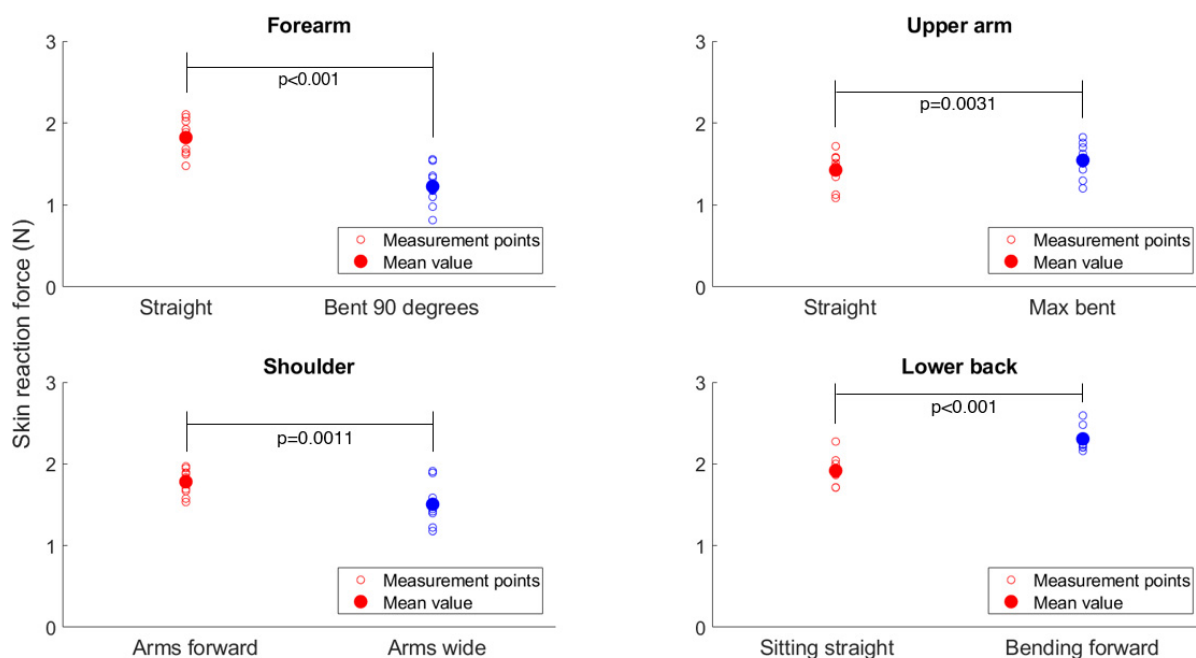 Skin reaction force (N)
Forearm
3
2
1
0
p<0.001
Measurement points
Mean value
Straight
Bent 90 degrees
Upper arm
3
2
1
0
p=0.0031
Measurement points
Mean value
Straight
Max bent
Shoulder
3
2
1
0
p=0.0011
Measurement points
Mean value
Arms forward
Arms wide
Lower back
3
2
1
0
p<0.001
Measurement points
Mean value
Sitting straight
Bending forward